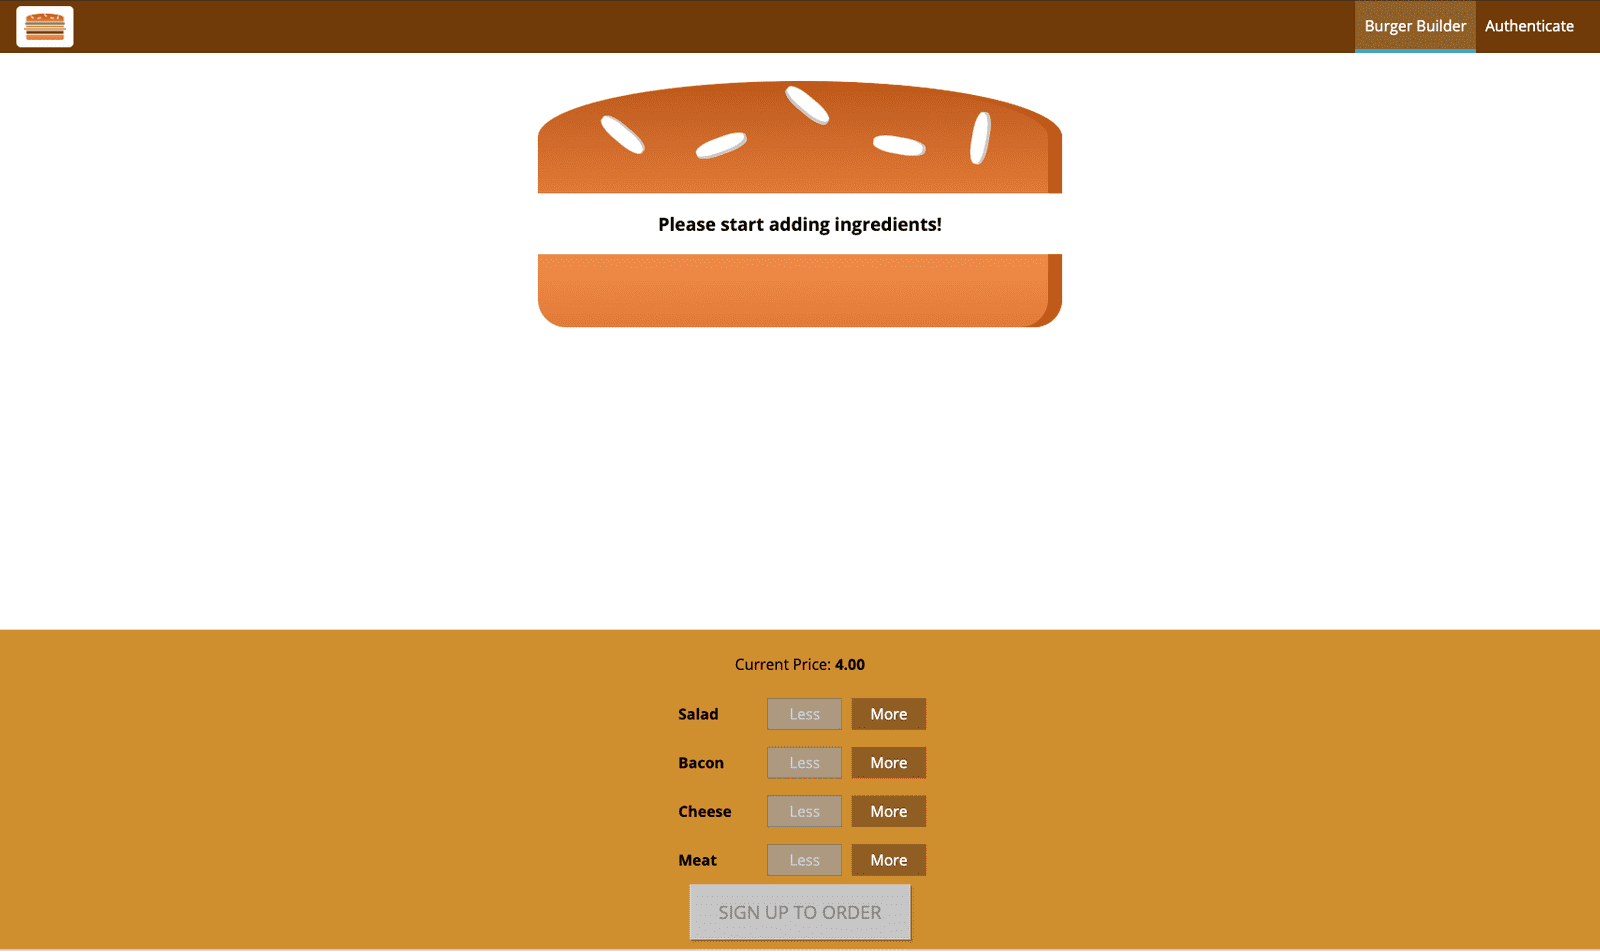 Burger Builder Authenticate
Please start adding ingredients!
Current Price: 4.00
Salad Less More
Bacon Less More
Cheese Less More
Meat Less More
SIGN UP TO ORDER